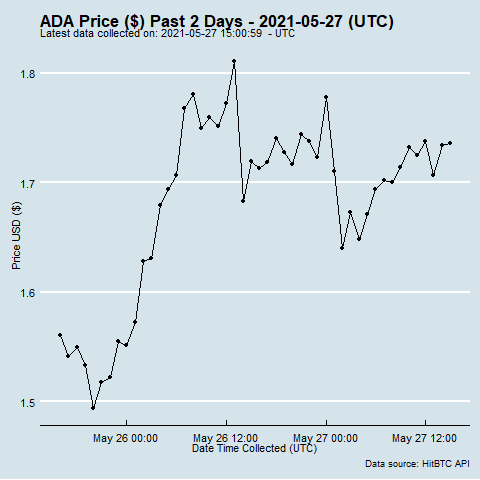 ADA Price ($) Past 2 Days - 2021-05-27 (UTC)
Latest data collected on: 2021-05-27 15:00:59 - UTC
1.8
1.7
1.6
1.5
Price USD ($)
May 26 00:00 May 26 12:00 May 27 00:00 May 27 12:00
Date Time Collected (UTC)
Data source: HitBTC API